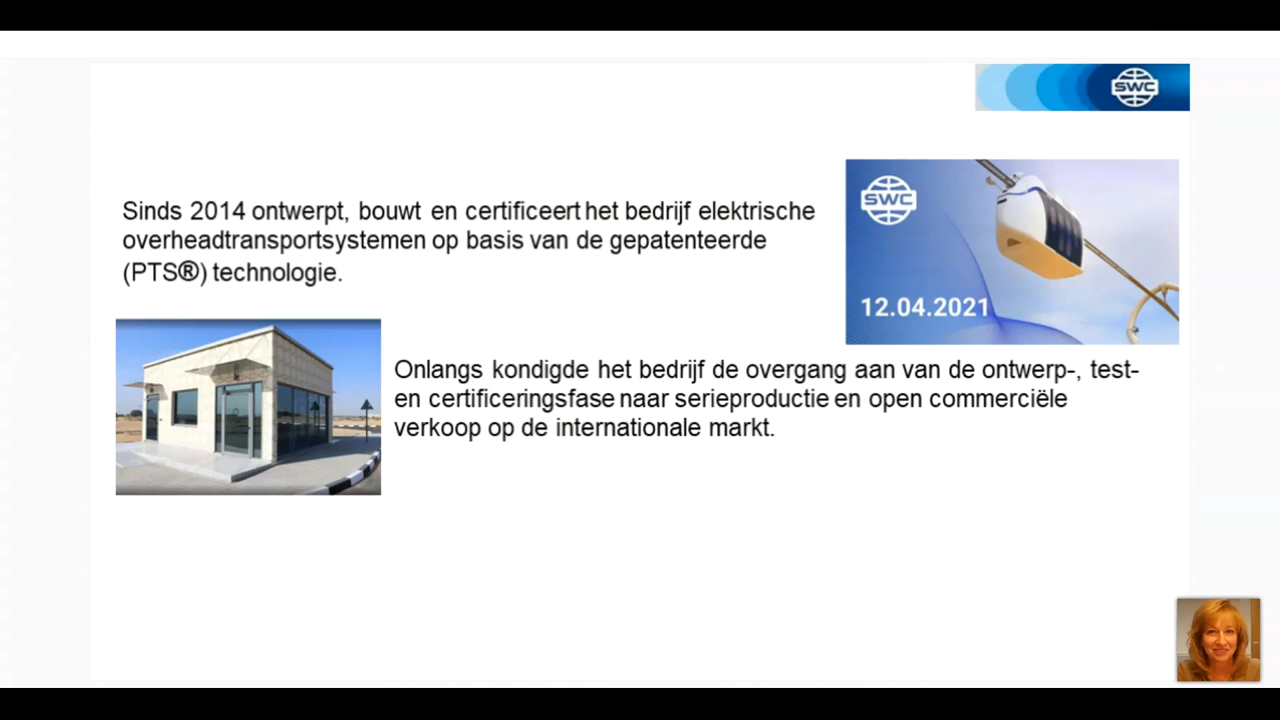 SWC
Sinds 2014 ontwerpt, bouwt en certificeert het bedrijf elektrische
overheadtransportsystemen op basis van de gepatenteerde
(PTS®) technologie.
SWC
12.04.2021
Onlangs kondigde het bedrijf de overgang aan van de ontwerp-, test-
en certificeringsfase naar serieproductie en open commerciële
verkoop op de internationale markt.